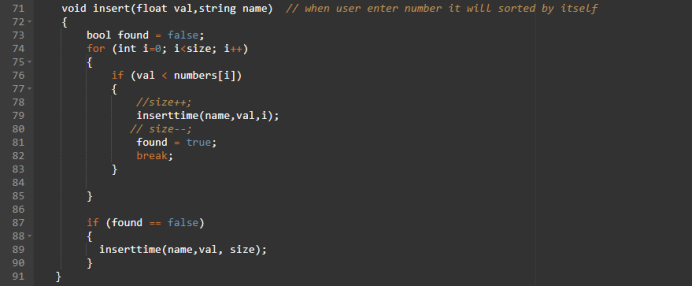 71 void insert(float val,string name) // when user enter number it will sorted by itself
72 {
73 bool found = false;
74 for (int i=0; i<size; i++)
75 {
76 if (val < numbers[i])
77 {
78 //size++;
79 inserttime(name,val,i);
80 // size--;
81 found = true;
82 break;
83 }
84
85 }
86
87 if (found == false)
88 {
89 inserttime(name,val, size);
90 }
91 }